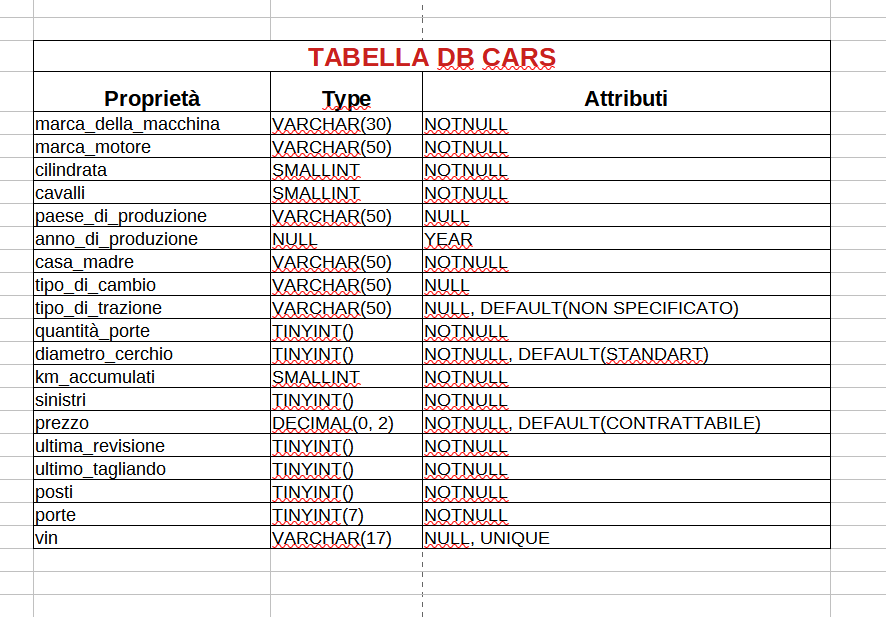 TABELLA DB CARS
Proprietà Type Attributi
marca_della_macchina VARCHAR(30) NOTNULL
marca_motore VARCHAR(50) NOTNULL
cilindrata SMALLINT NOTNULL
cavalli SMALLINT NOTNULL
paese_di_produzione VARCHAR(50) NULL
anno_di_produzione NULL YEAR
casa_madre VARCHAR(50) NOTNULL
tipo_di_cambio VARCHAR(50) NULL
tipo_di_trazione VARCHAR(50) NULL, DEFAULT(NON SPECIFICATO)
quantità_porte TINYINT() NOTNULL
diametro_cerchio TINYINT() NOTNULL, DEFAULT(STANDART)
km_accumulati SMALLINT NOTNULL
sinistri TINYINT() NOTNULL
prezzo DECIMAL(0, 2) NOTNULL, DEFAULT(CONTRATTABILE)
ultima_revisione TINYINT() NOTNULL
ultimo_tagliando TINYINT() NOTNULL
posti TINYINT() NOTNULL
porte TINYINT(7) NOTNULL
vin VARCHAR(17) NULL, UNIQUE